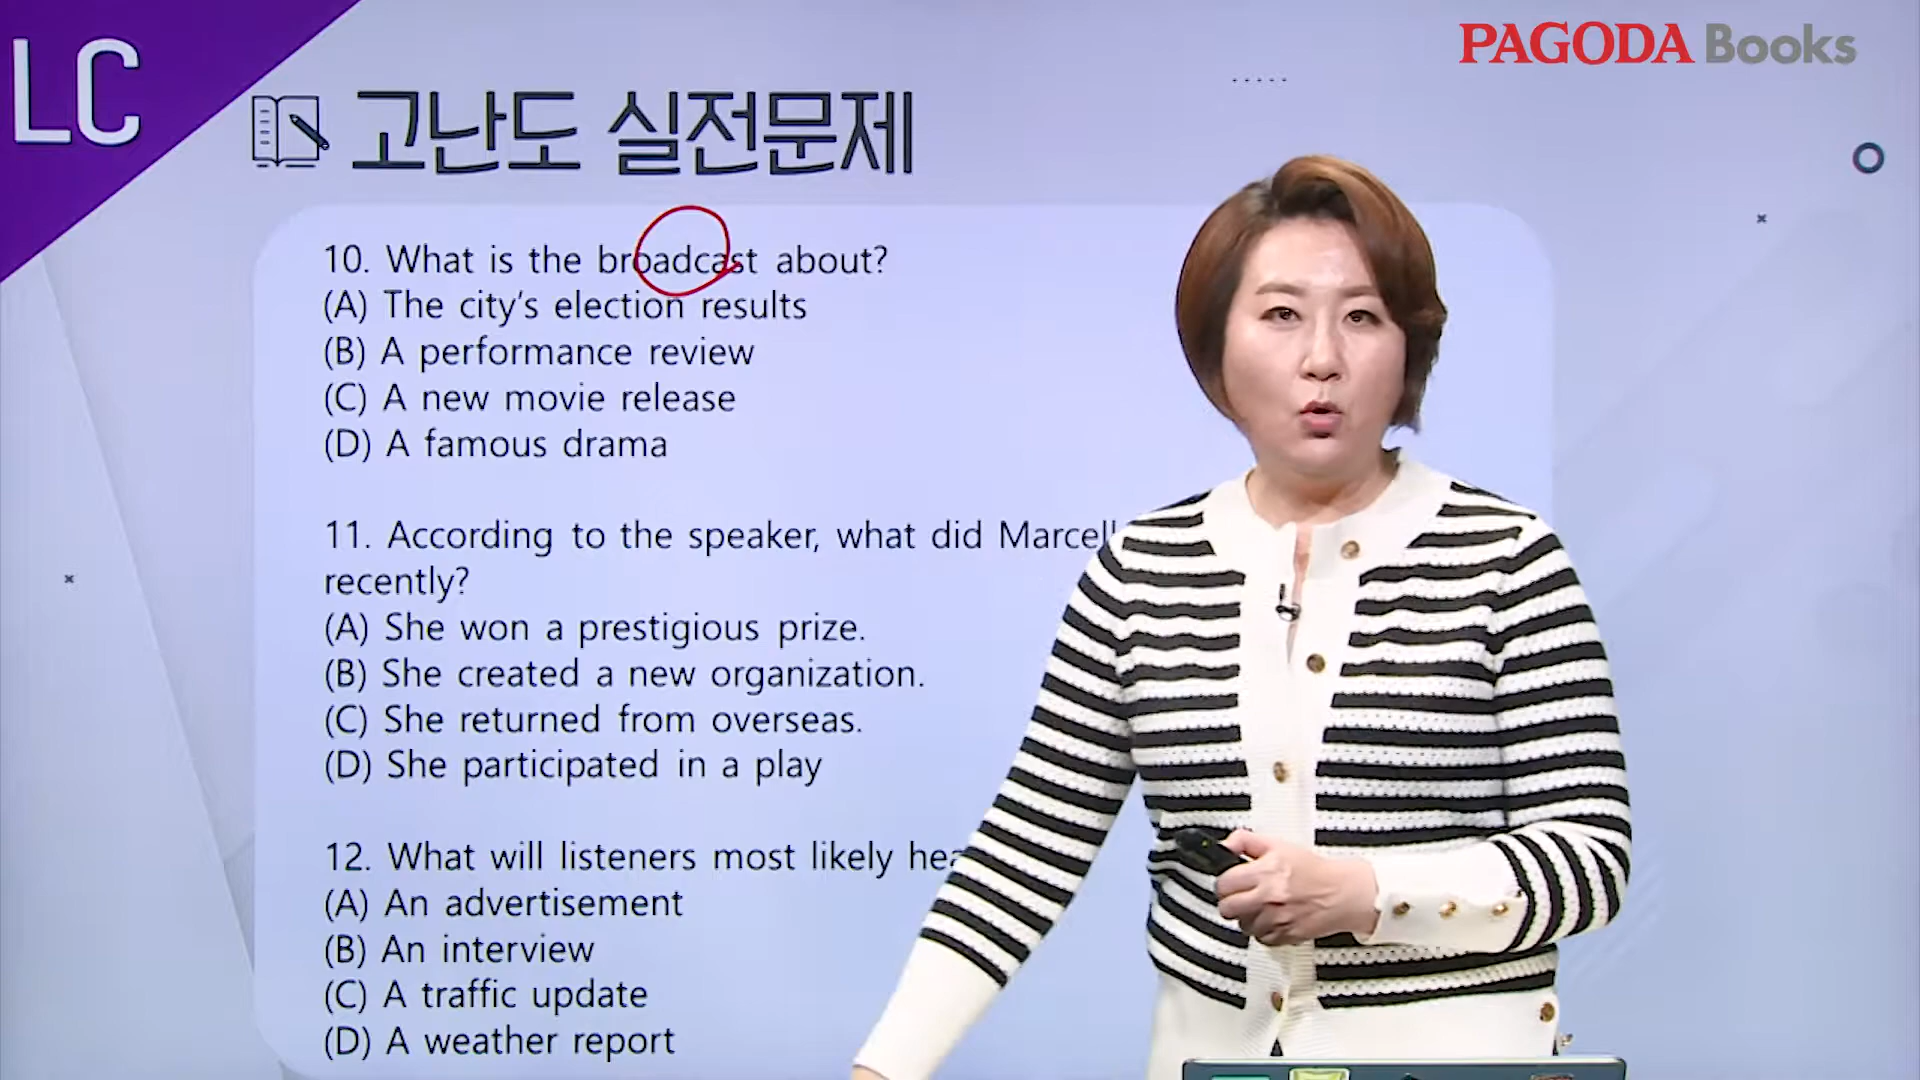 LC
PAGODA Books
고난도 실전문제
10. What is the broadcast about?
(A) The city's election results
(B) A performance review
(C) A new movie release
(D) A famous drama
11. According to the speaker, what did
recently?
(A) She won a prestigious prize.
(B) She created a new organization.
(C) She returned from overseas.
(D) She participated in a play
12. What will listeners most likely
(A) An advertisement
(B) An interview
(C) A traffic update
(D) A weather report